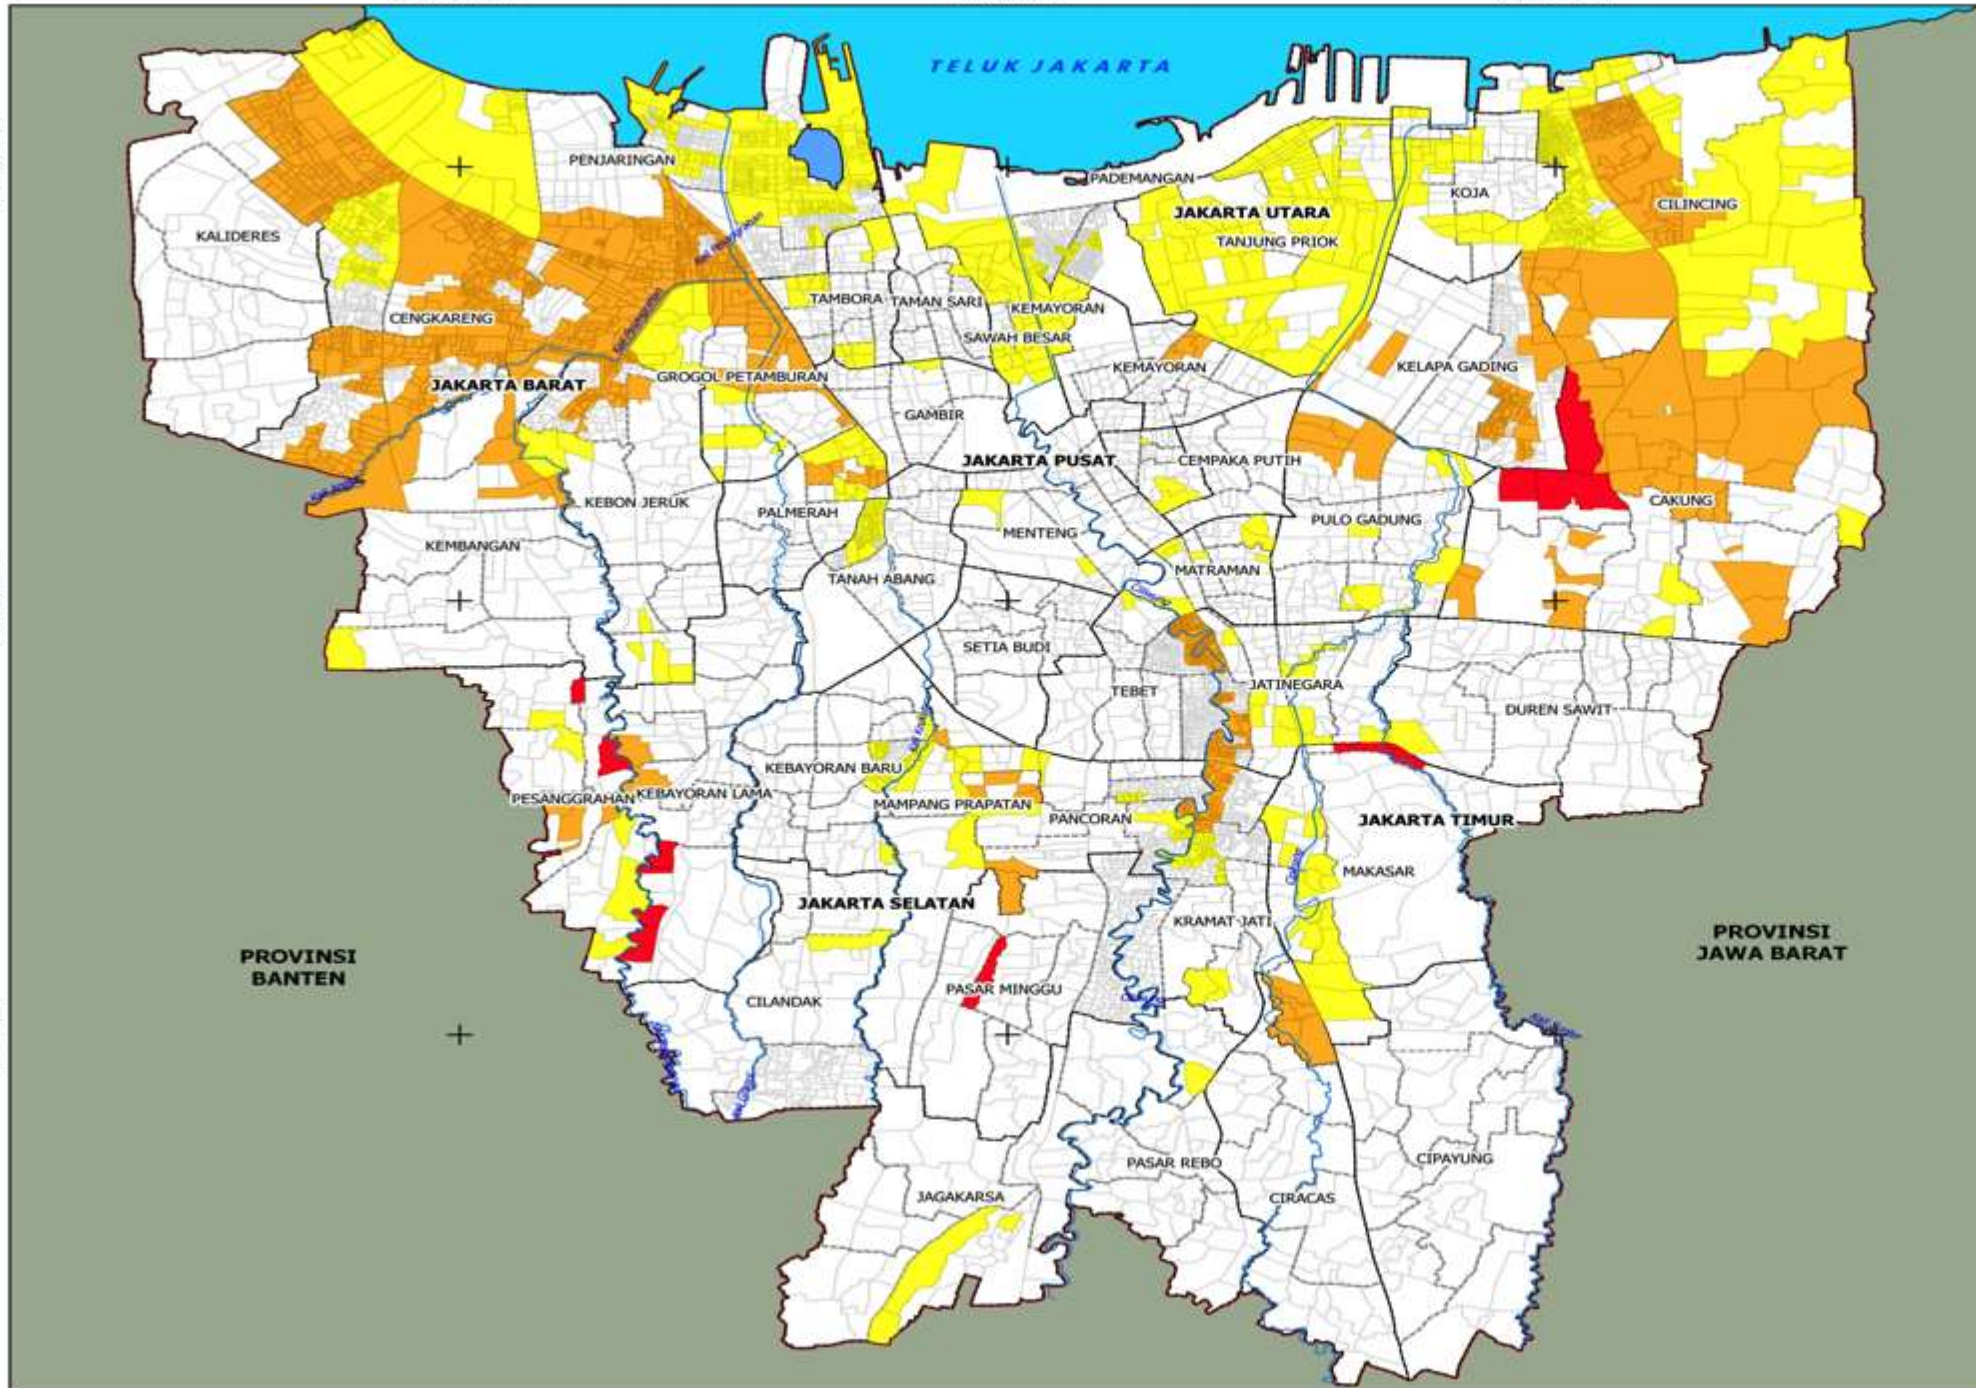 TELUK JAKARTA
PENJARINGAN
PADEMANGAN
KOJA
CILINCING
JAKARTA UTARA
KALIDERES
TANJUNG PRIOK
TAMBORA
TAMAN SARI
KEMAYORAN
CENGKARENG
SAWAH BESAR
KEMAYORAN
KELAPA GADING
GROGOL PETAMBURAN
JAKARTA BARAT
GAMBIR
JAKARTA PUSAT
CEMPAKA PUTIH
KEBON JERUK
CAKUNG
PALMERAH
PULO GADUNG
MENTENG
KEMBANGAN
MATRAMAN
TANAH ABANG
SETIA BUDI
JATINEGARA
TEBET
DUREN SAWIT
KEBAYORAN BARU
KEBAYORAN LAMA
PESANGGRAHAN
MAMPANG PRAPATAN
PANCORAN
JAKARTA TIMUR
MAKASAR
JAKARTA SELATAN
KRAMAT JATI
PROVINSI
BANTEN
PROVINSI
JAWA BARAT
PASAR MINGGU
CILANDAK
PASAR REBO
CIPAYUNG
JAGAKARSA
CIRACAS